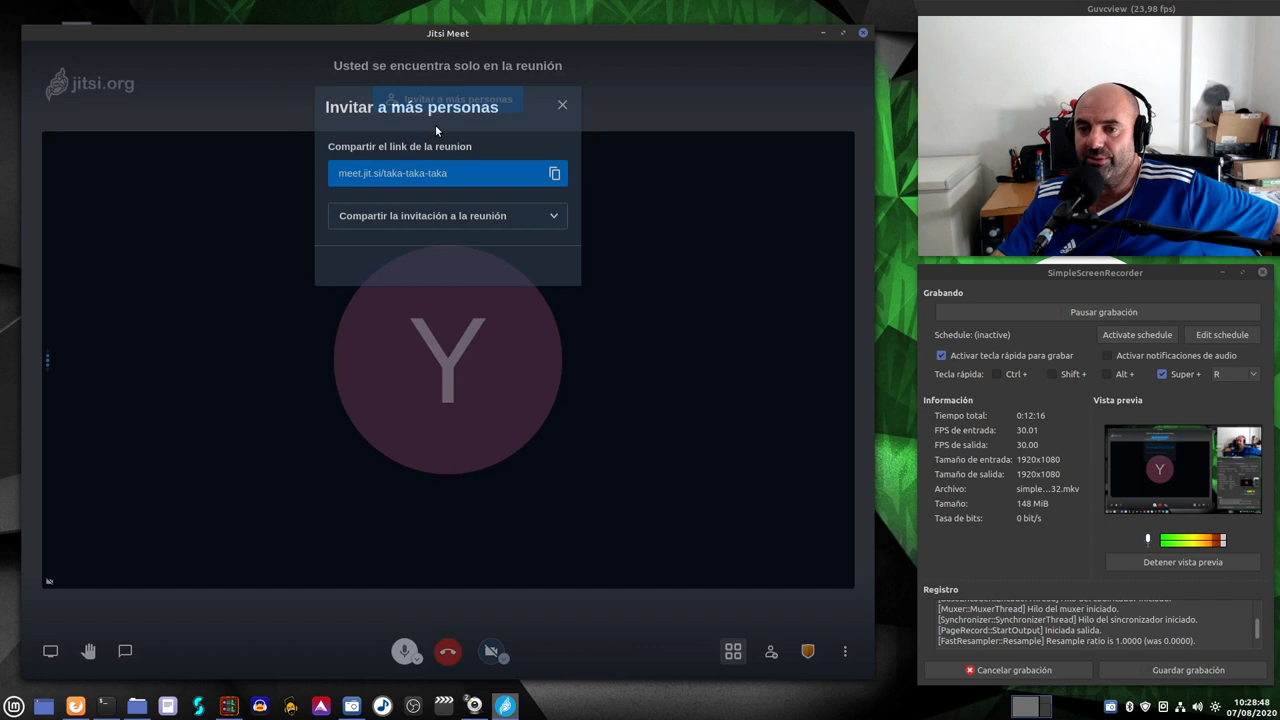 Jitsi Meet
Usted se encuentra solo en la reunión
jitsi.org
Invitar a más personas
Invitar a más personas
Compartir el link de la reunion
meet.jit.si/taka-taka-taka
Compartir la invitación a la reunión
Y
Guvcview (23,98 fps)
SimpleScreenRecorder
Grabando
Pausar grabación
Schedule: (inactive)
Activate schedule
Edit schedule
Activar tecla rápida para grabar
Activar notificaciones de audio
Tecla rápida:
Ctrl +
Shift +
Alt +
Super +
R
Información
Vista previa
Tiempo total: 0:12:16
FPS de entrada: 30.01
FPS de salida: 30.00
Tamaño de entrada: 1920x1080
Tamaño de salida: 1920x1080
Archivo: simple...32.mkv
Tamaño: 148 MiB
Tasa de bits: 0 bit/s
Y
Detener vista previa
Registro
[Muxer::MuxerThread] Hilo del muxer iniciado.
[Synchronizer::SynchronizerThread] Hilo del sincronizador iniciado.
[PageRecord::StartOutput] Iniciada salida.
[FastResampler::Resample] Resample ratio is 1.0000 (was 0.0000).
Cancelar grabación
Guardar grabación
10:28:48
07/08/2020